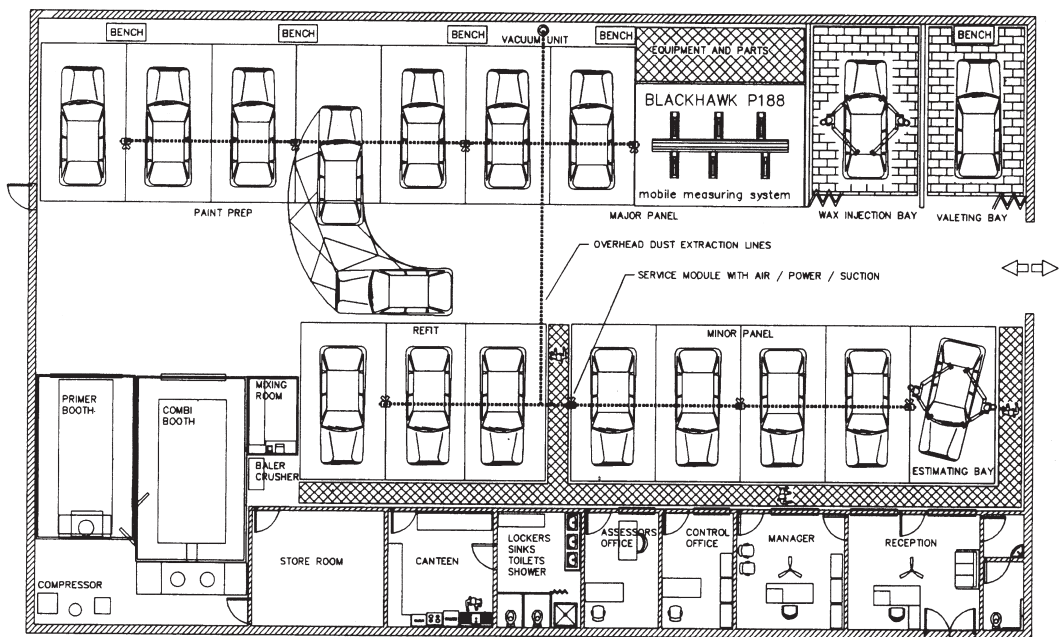 BENCH
BENCH
BENCH
VACUUM UNIT
BENCH
BENCH
EQUIPMENT AND PARTS
BLACKHAWK P188
mobile measuring system
PAINT PREP
MAJOR PANEL
WAX INJECTION BAY
VALETING BAY
OVERHEAD DUST EXTRACTION LINES
SERVICE MODULE WITH AIR / POWER / SUCTION
REFIT
MINOR PANEL
ESTIMATING BAY
PRIMER
BOOTH
COMBI
BOOTH
MIXING
ROOM
BALER
CRUSHER
COMPRESSOR
STORE ROOM
CANTEEN
LOCKERS
SINKS
TOILETS
SHOWER
ASSESSORS
OFFICE
CONTROL
OFFICE
MANAGER
RECEPTION